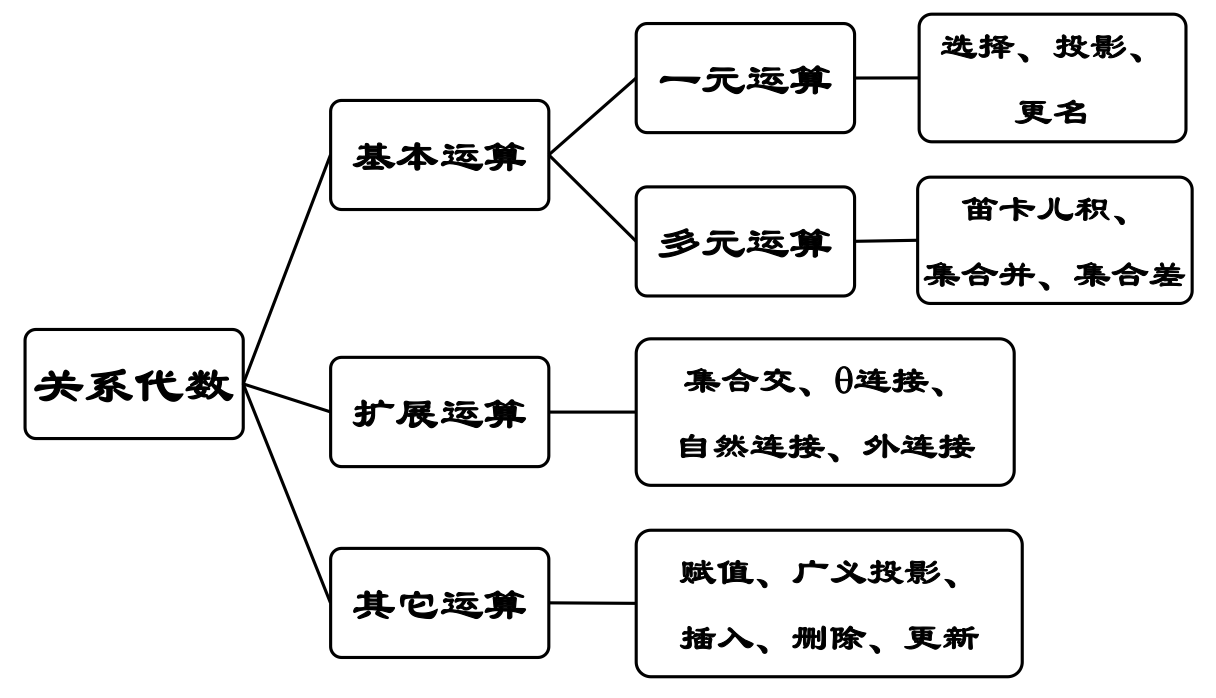 关系代数
基本运算
一元运算
选择、投影、
更名
多元运算
笛卡儿积、
集合并、集合差
扩展运算
集合交、θ连接、
自然连接、外连接
其它运算
赋值、广义投影、
插入、删除、更新